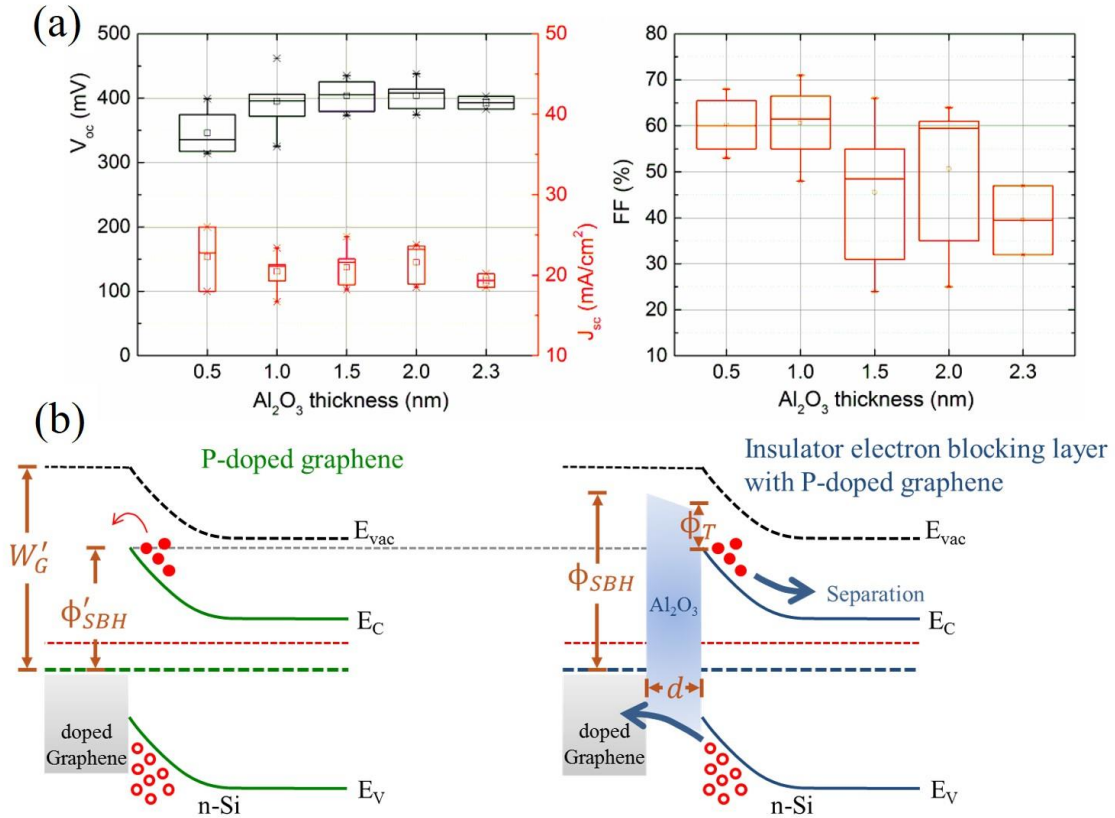 (a)
500
400
300
200
100
0
V_oc (mV)
50
40
30
20
10
J_sc (mA/cm²)
0.5 1.0 1.5 2.0 2.3
Al₂O₃ thickness (nm)
80
70
60
50
40
30
20
10
FF (%)
0.5 1.0 1.5 2.0 2.3
Al₂O₃ thickness (nm)
(b)
P-doped graphene
W'_G
ϕ'_SBH
E_vac
E_C
doped
Graphene
n-Si
E_V
Insulator electron blocking layer
with P-doped graphene
ϕ_T
E_vac
ϕ_SBH
Al₂O₃
Separation
E_C
d
doped
Graphene
n-Si
E_V